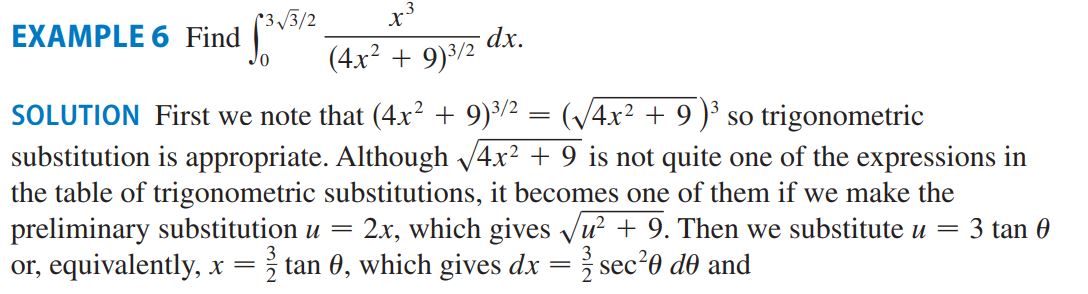 EXAMPLE 6 Find ∫₀^{3√3/2} x³/(4x² + 9)^{3/2} dx.
SOLUTION First we note that (4x² + 9)^{3/2} = (√(4x² + 9))³ so trigonometric
substitution is appropriate. Although √(4x² + 9) is not quite one of the expressions in
the table of trigonometric substitutions, it becomes one of them if we make the
preliminary substitution u = 2x, which gives √(u² + 9). Then we substitute u = 3 tan θ
or, equivalently, x = 3/2 tan θ, which gives dx = 3/2 sec²θ dθ and